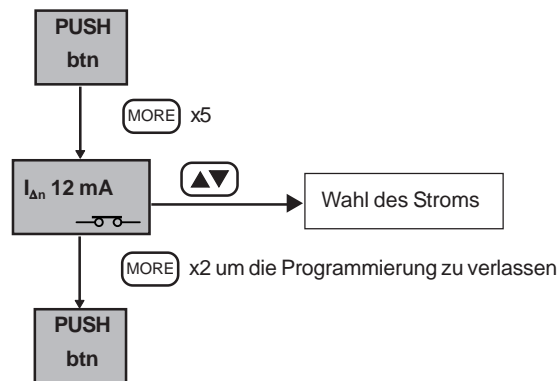 PUSH
btn
MORE x5
IΔn 12 mA
▲▼
Wahl des Stroms
MORE x2 um die Programmierung zu verlassen
PUSH
btn